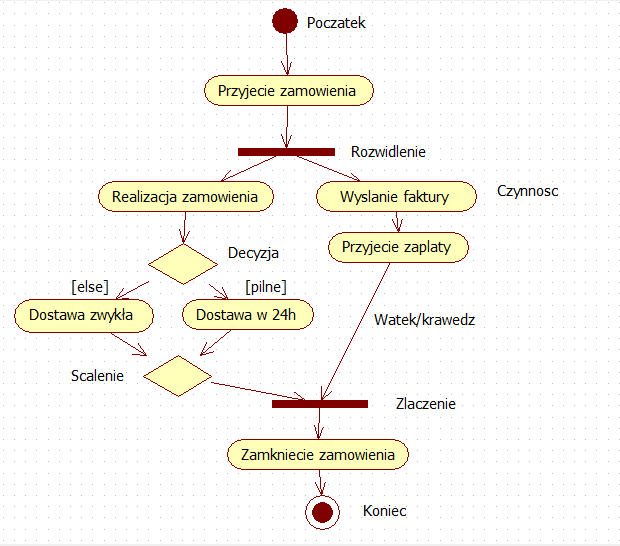 Poczatek
Przyjecie zamowienia
Rozwidlenie
Realizacja zamowienia
Wyslanie faktury
Czynnosc
Przyjecie zaplaty
Decyzja
[else]
[pilne]
Dostawa zwykła
Dostawa w 24h
Watek/krawedz
Scalenie
Zlaczenie
Zamkniecie zamowienia
Koniec